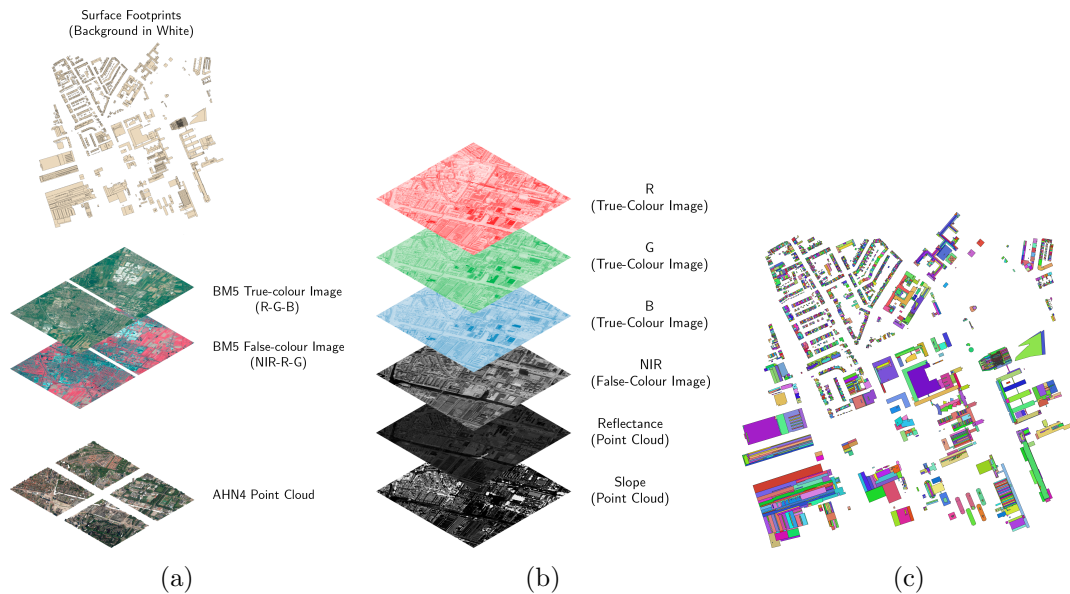 Surface Footprints
(Background in White)
BM5 True-colour Image
(R-G-B)
BM5 False-colour Image
(NIR-R-G)
AHN4 Point Cloud
(a)
R
(True-Colour Image)
G
(True-Colour Image)
B
(True-Colour Image)
NIR
(False-Colour Image)
Reflectance
(Point Cloud)
Slope
(Point Cloud)
(b)
(c)